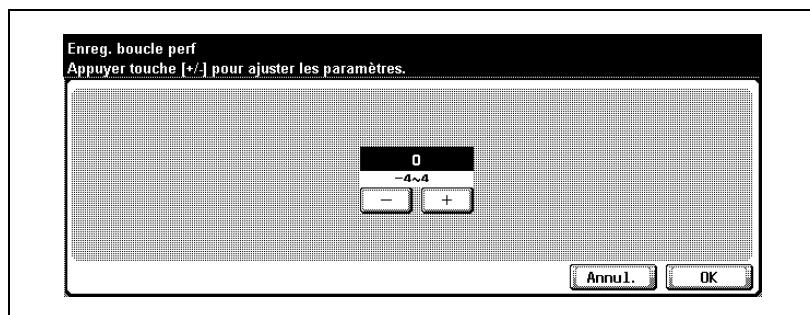 Enreg. boucle perf
Appuyer touche [+/-] pour ajuster les paramètres.
0
-4~4
- +
Annul. OK